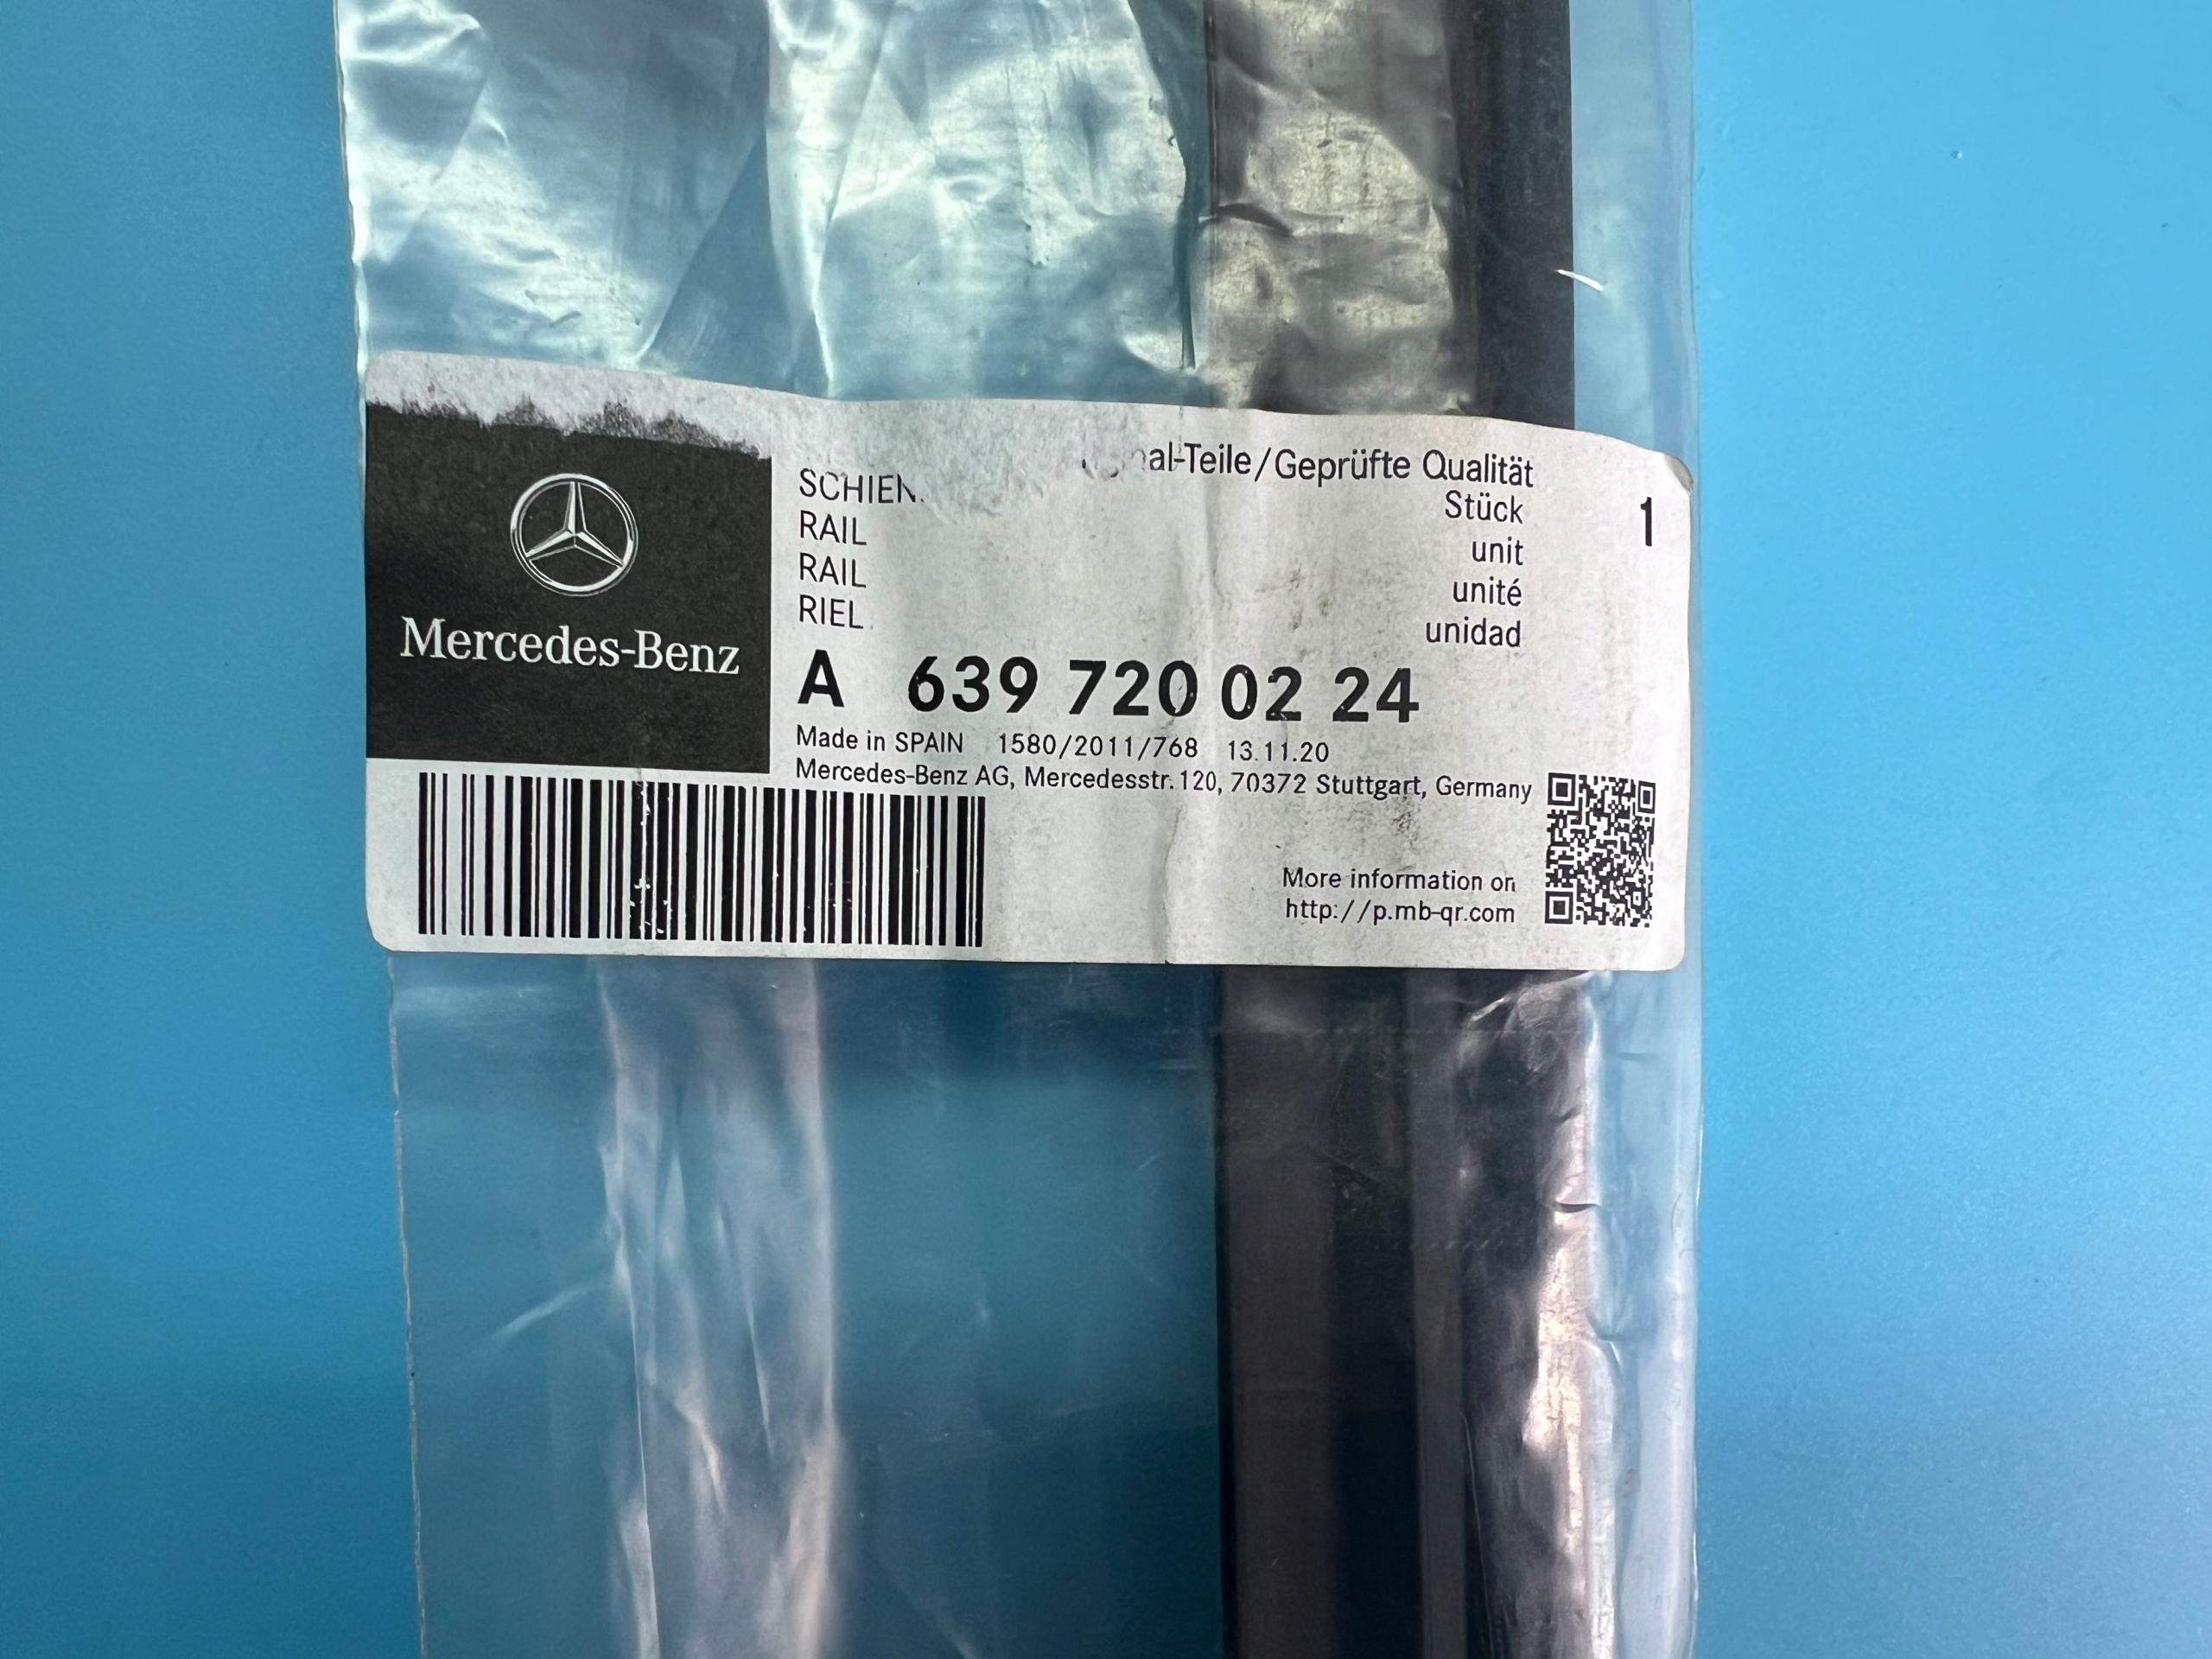 Mercedes-Benz
-Teile/Geprüfte Qualität
Stück 1
RAIL unit
RAIL unité
RIEL unidad
A 639 720 02 24
Made in SPAIN 1580/2011/768 13.11.20
Mercedes-Benz AG, Mercedesstr. 120, 70372 Stuttgart, Germany
More information on
http://p.mb-qr.com